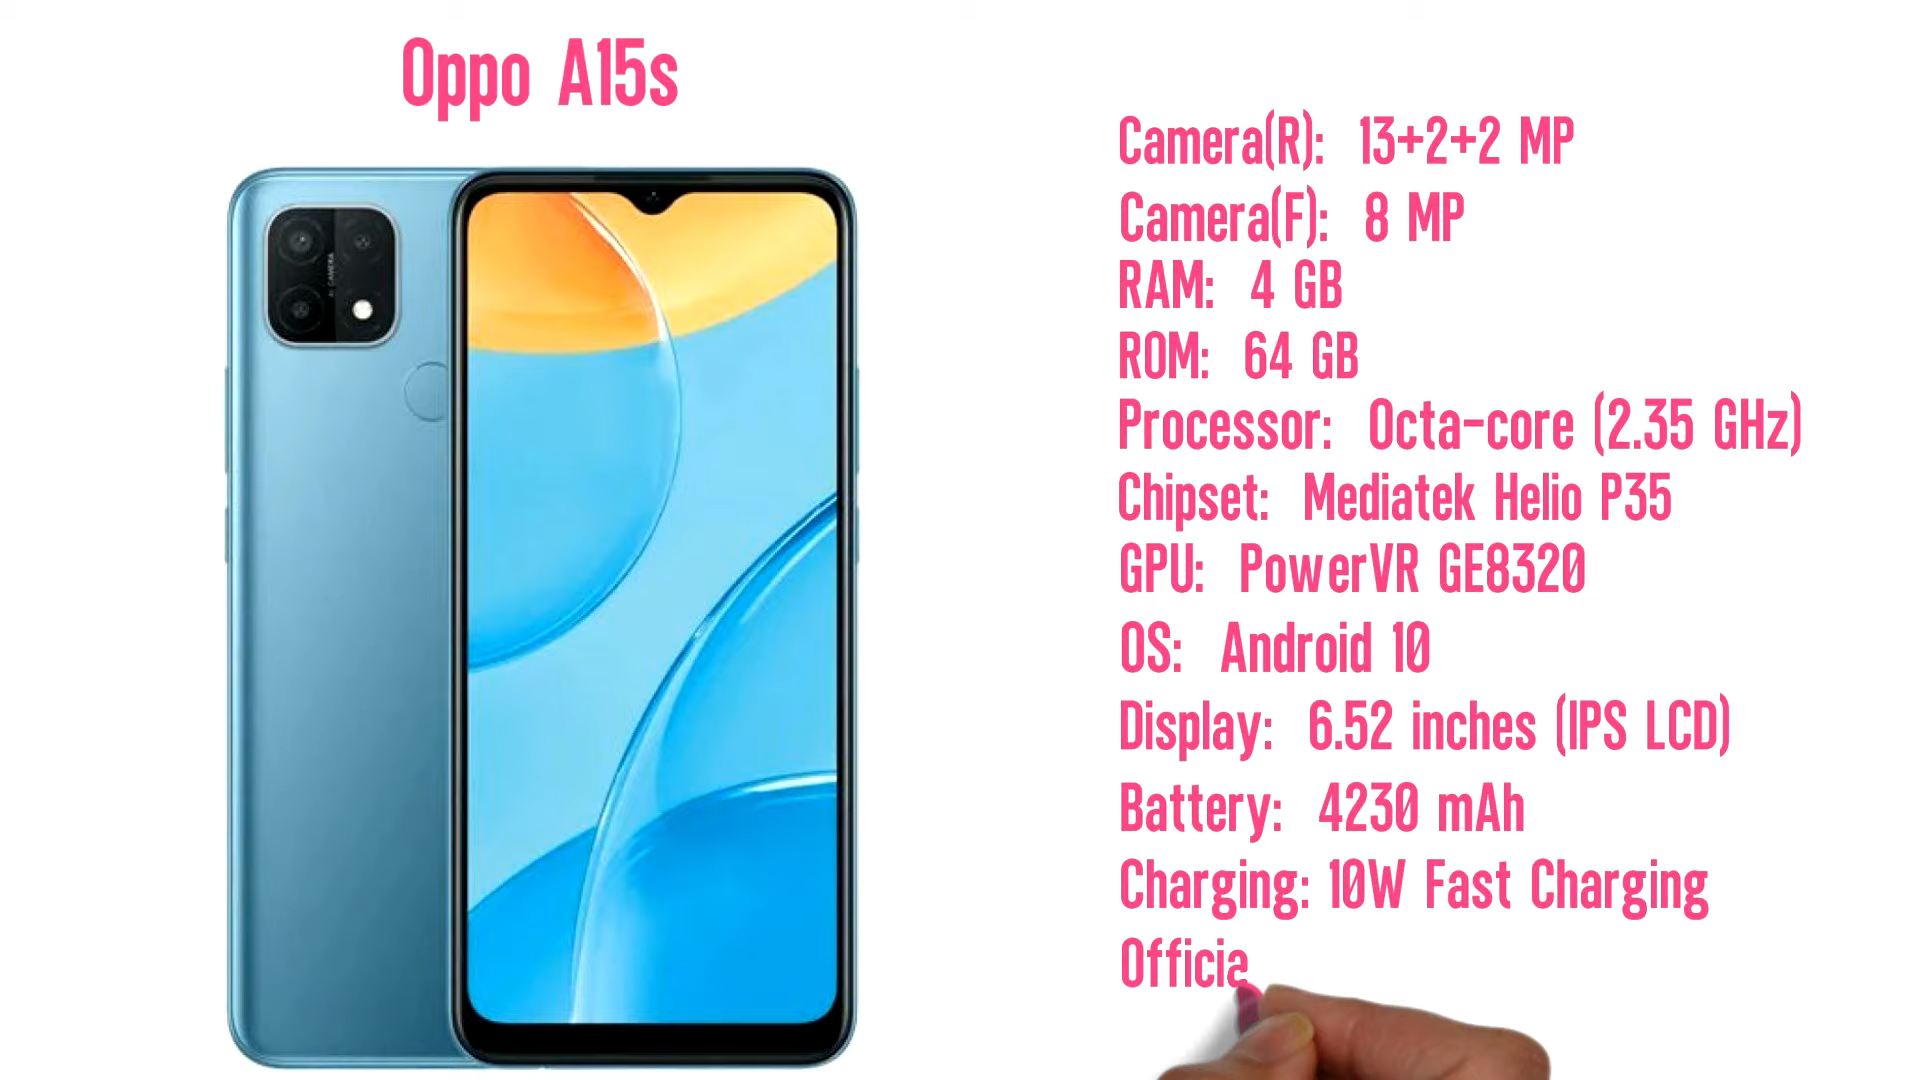 Oppo A15s
Camera(R): 13+2+2 MP
Camera(F): 8 MP
RAM: 4 GB
ROM: 64 GB
Processor: Octa-core (2.35 GHz)
Chipset: Mediatek Helio P35
GPU: PowerVR GE8320
OS: Android 10
Display: 6.52 inches (IPS LCD)
Battery: 4230 mAh
Charging: 10W Fast Charging
Officia
AI CAMERA